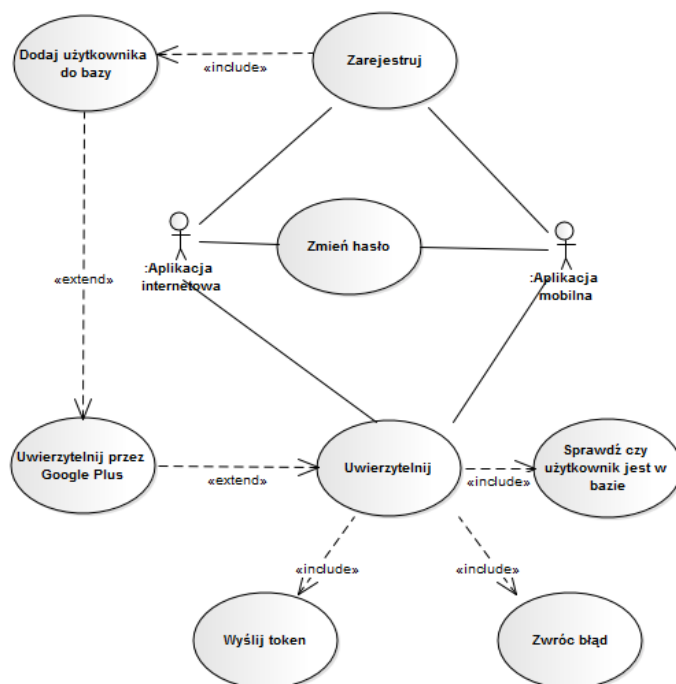 Dodaj użytkownika
do bazy
«include»
Zarejestruj
Zmień hasło
:Aplikacja
internetowa
:Aplikacja
mobilna
«extend»
Uwierzytelnij przez
Google Plus
«extend»
Uwierzytelnij
«include»
Sprawdź czy
użytkownik jest w
bazie
«include»
«include»
Wyślij token
Zwróc błąd